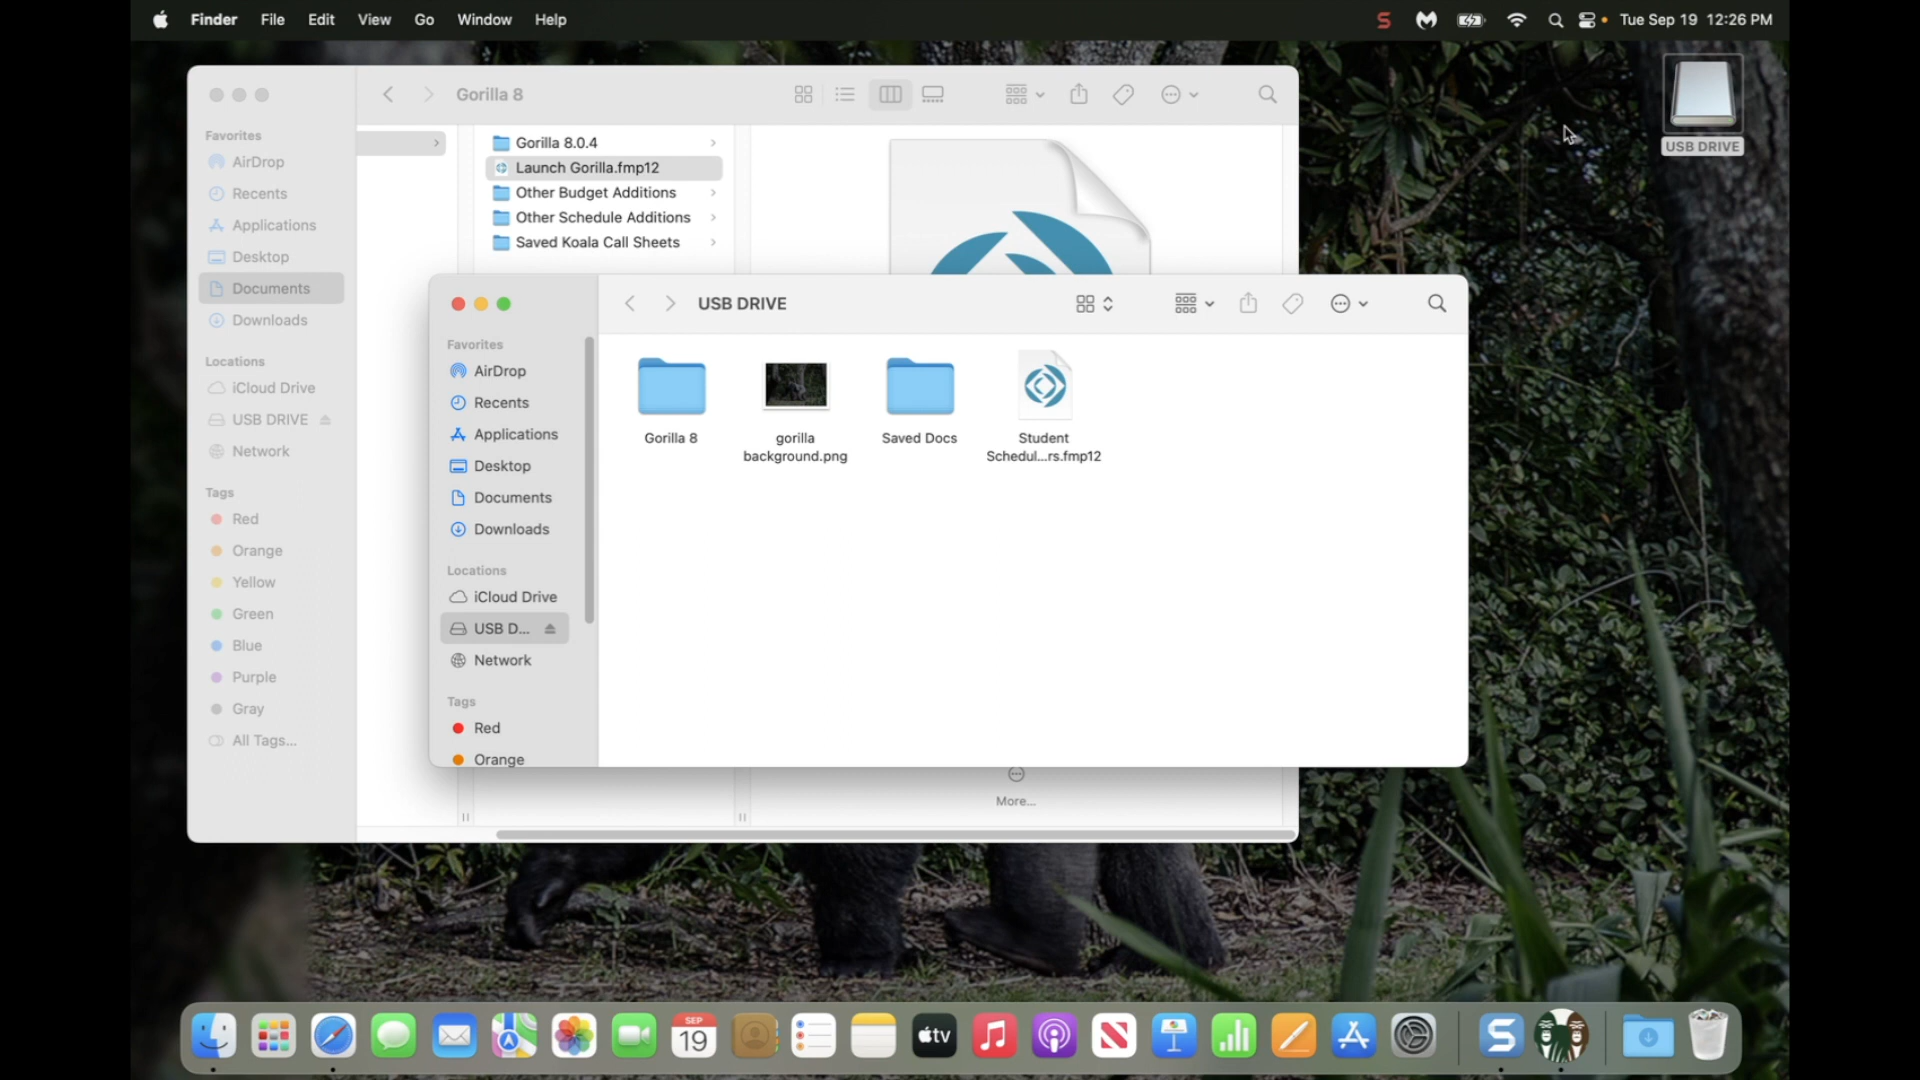 Finder File Edit View Go Window Help
Tue Sep 19 12:26 PM
USB DRIVE
Gorilla 8
Favorites
AirDrop
Recents
Applications
Desktop
Documents
Downloads
Locations
iCloud Drive
USB DRIVE
Network
Tags
Red
Orange
Yellow
Green
Blue
Purple
Gray
All Tags...
Gorilla 8.0.4
Launch Gorilla.fmp12
Other Budget Additions
Other Schedule Additions
Saved Koala Call Sheets
More...
USB DRIVE
Favorites
AirDrop
Recents
Applications
Desktop
Documents
Downloads
Locations
iCloud Drive
USB D...
Network
Tags
Red
Orange
Gorilla 8
gorilla
background.png
Saved Docs
Student
Schedul...rs.fmp12
SEP
19
tv